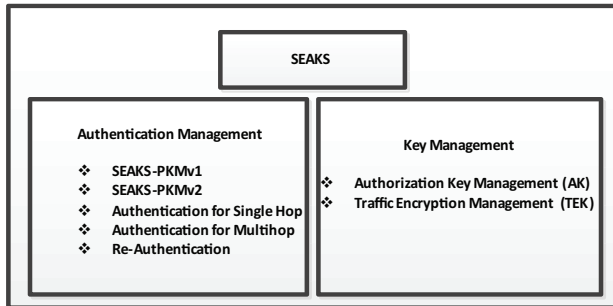 SEAKS
Authentication Management
❖ SEAKS-PKMv1
❖ SEAKS-PKMv2
❖ Authentication for Single Hop
❖ Authentication for Multihop
❖ Re-Authentication
Key Management
❖ Authorization Key Management (AK)
❖ Traffic Encryption Management (TEK)